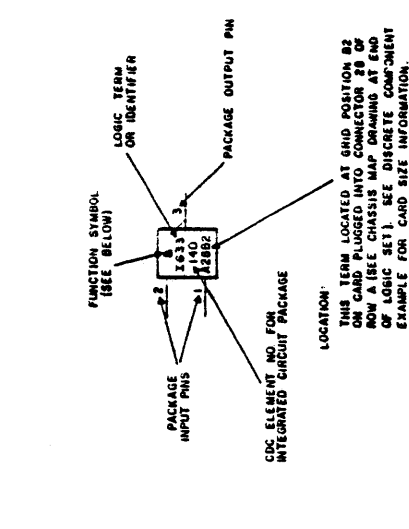 FUNCTION SYMBOL
(SEE BELOW)
LOGIC TERM
OR IDENTIFIER
PACKAGE OUTPUT PIN
PACKAGE
INPUT PINS
2
1
3
I633
140
A28B2
CDC ELEMENT NO. FOR
INTEGRATED CIRCUIT PACKAGE
LOCATION:
THIS TERM LOCATED AT GRID POSITION B2
ON CARD PLUGGED INTO CONNECTOR 28 OF
ROW A (SEE CHASSIS MAP DRAWING AT END
OF LOGIC SET). SEE DISCRETE COMPONENT
EXAMPLE FOR CARD SIZE INFORMATION.